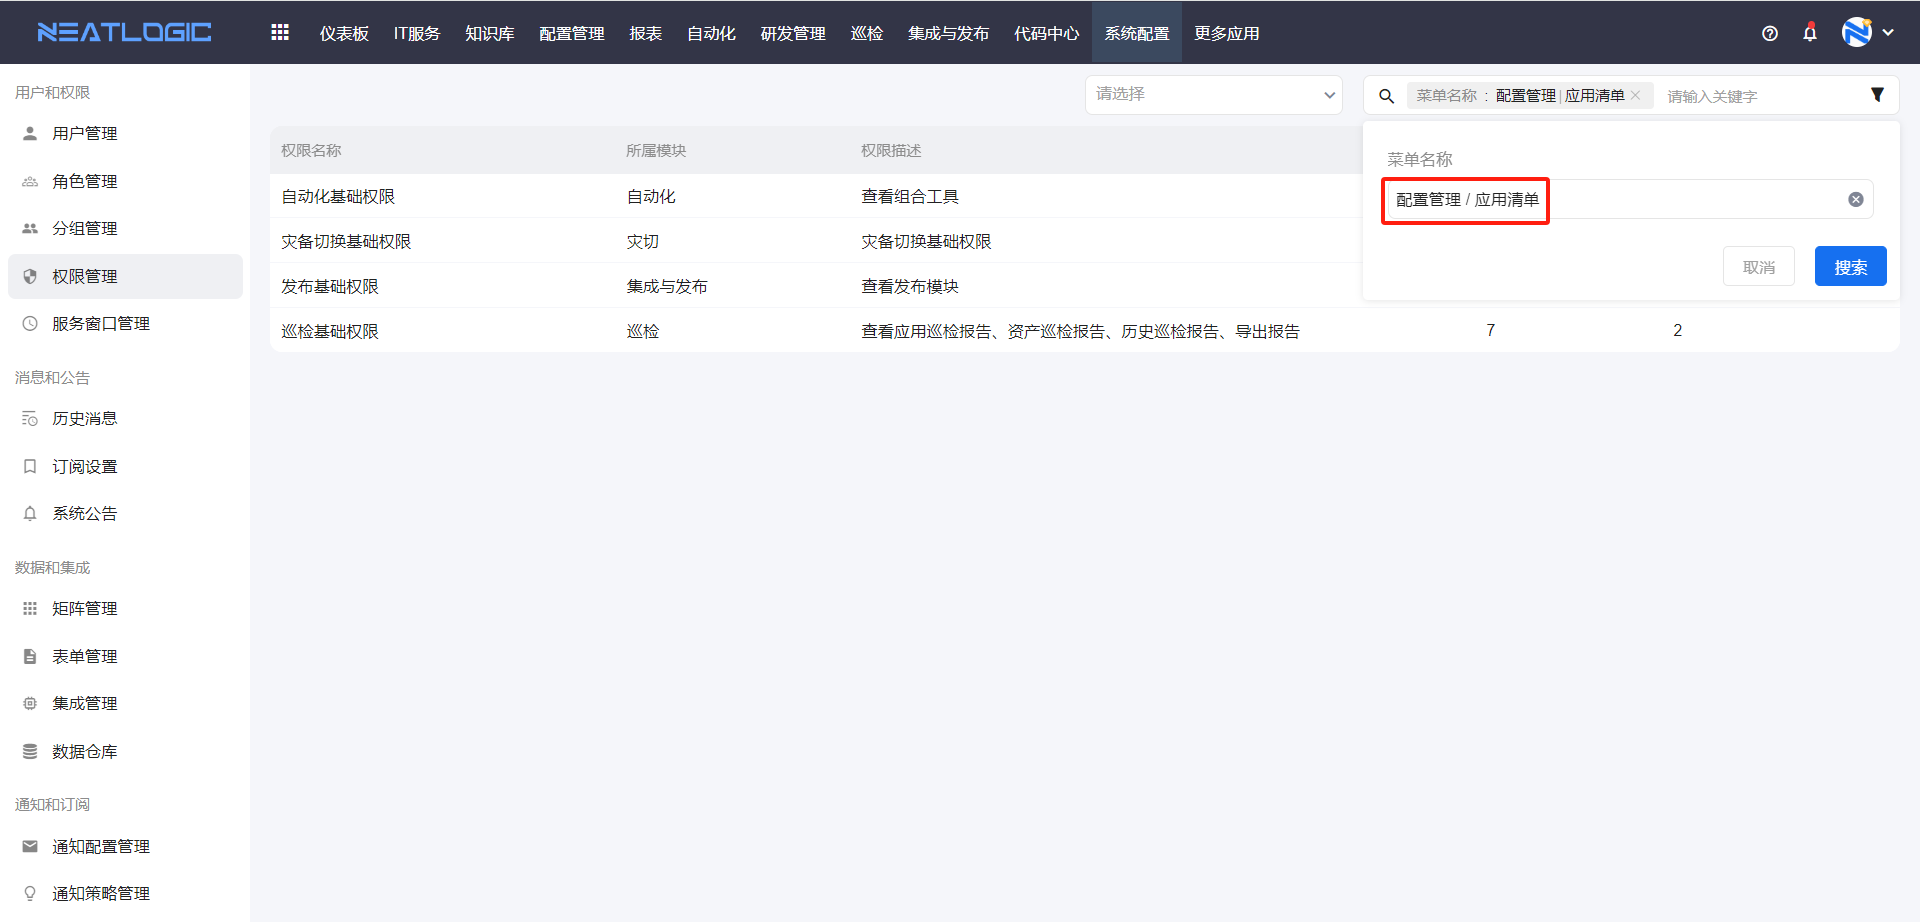 NEATLOGIC
仪表板 IT服务 知识库 配置管理 报表 自动化 研发管理 巡检 集成与发布 代码中心 系统配置 更多应用
用户和权限
用户管理
角色管理
分组管理
权限管理
服务窗口管理
消息和公告
历史消息
订阅设置
系统公告
数据和集成
矩阵管理
表单管理
集成管理
数据仓库
通知和订阅
通知配置管理
通知策略管理
请选择
菜单名称 : 配置管理|应用清单 请输入关键字
菜单名称
配置管理 / 应用清单
取消 搜索
权限名称 所属模块 权限描述
自动化基础权限 自动化 查看组合工具
灾备切换基础权限 灾切 灾备切换基础权限
发布基础权限 集成与发布 查看发布模块
巡检基础权限 巡检 查看应用巡检报告、资产巡检报告、历史巡检报告、导出报告 7 2